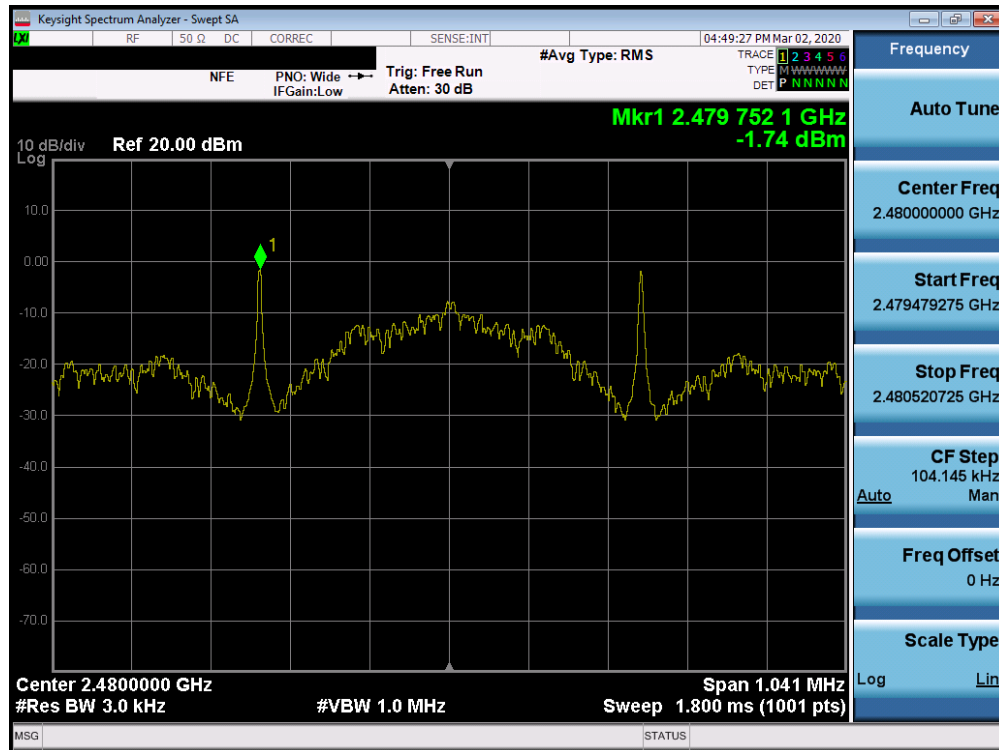 Keysight Spectrum Analyzer - Swept SA
LXI RF 50 Ω DC CORREC SENSE:INT 04:49:27 PM Mar 02, 2020
NFE PNO: Wide Trig: Free Run #Avg Type: RMS TRACE 1 2 3 4 5 6
IFGain:Low Atten: 30 dB TYPE M WWWWW
DET P N N N N N
Mkr1 2.479 752 1 GHz
-1.74 dBm
10 dB/div Ref 20.00 dBm
Log
10.0
1
0.00
-10.0
-20.0
-30.0
-40.0
-50.0
-60.0
-70.0
Center 2.4800000 GHz Span 1.041 MHz
#Res BW 3.0 kHz #VBW 1.0 MHz Sweep 1.800 ms (1001 pts)
MSG STATUS
Frequency
Auto Tune
Center Freq
2.480000000 GHz
Start Freq
2.479479275 GHz
Stop Freq
2.480520725 GHz
CF Step
104.145 kHz
Auto Man
Freq Offset
0 Hz
Scale Type
Log Lin